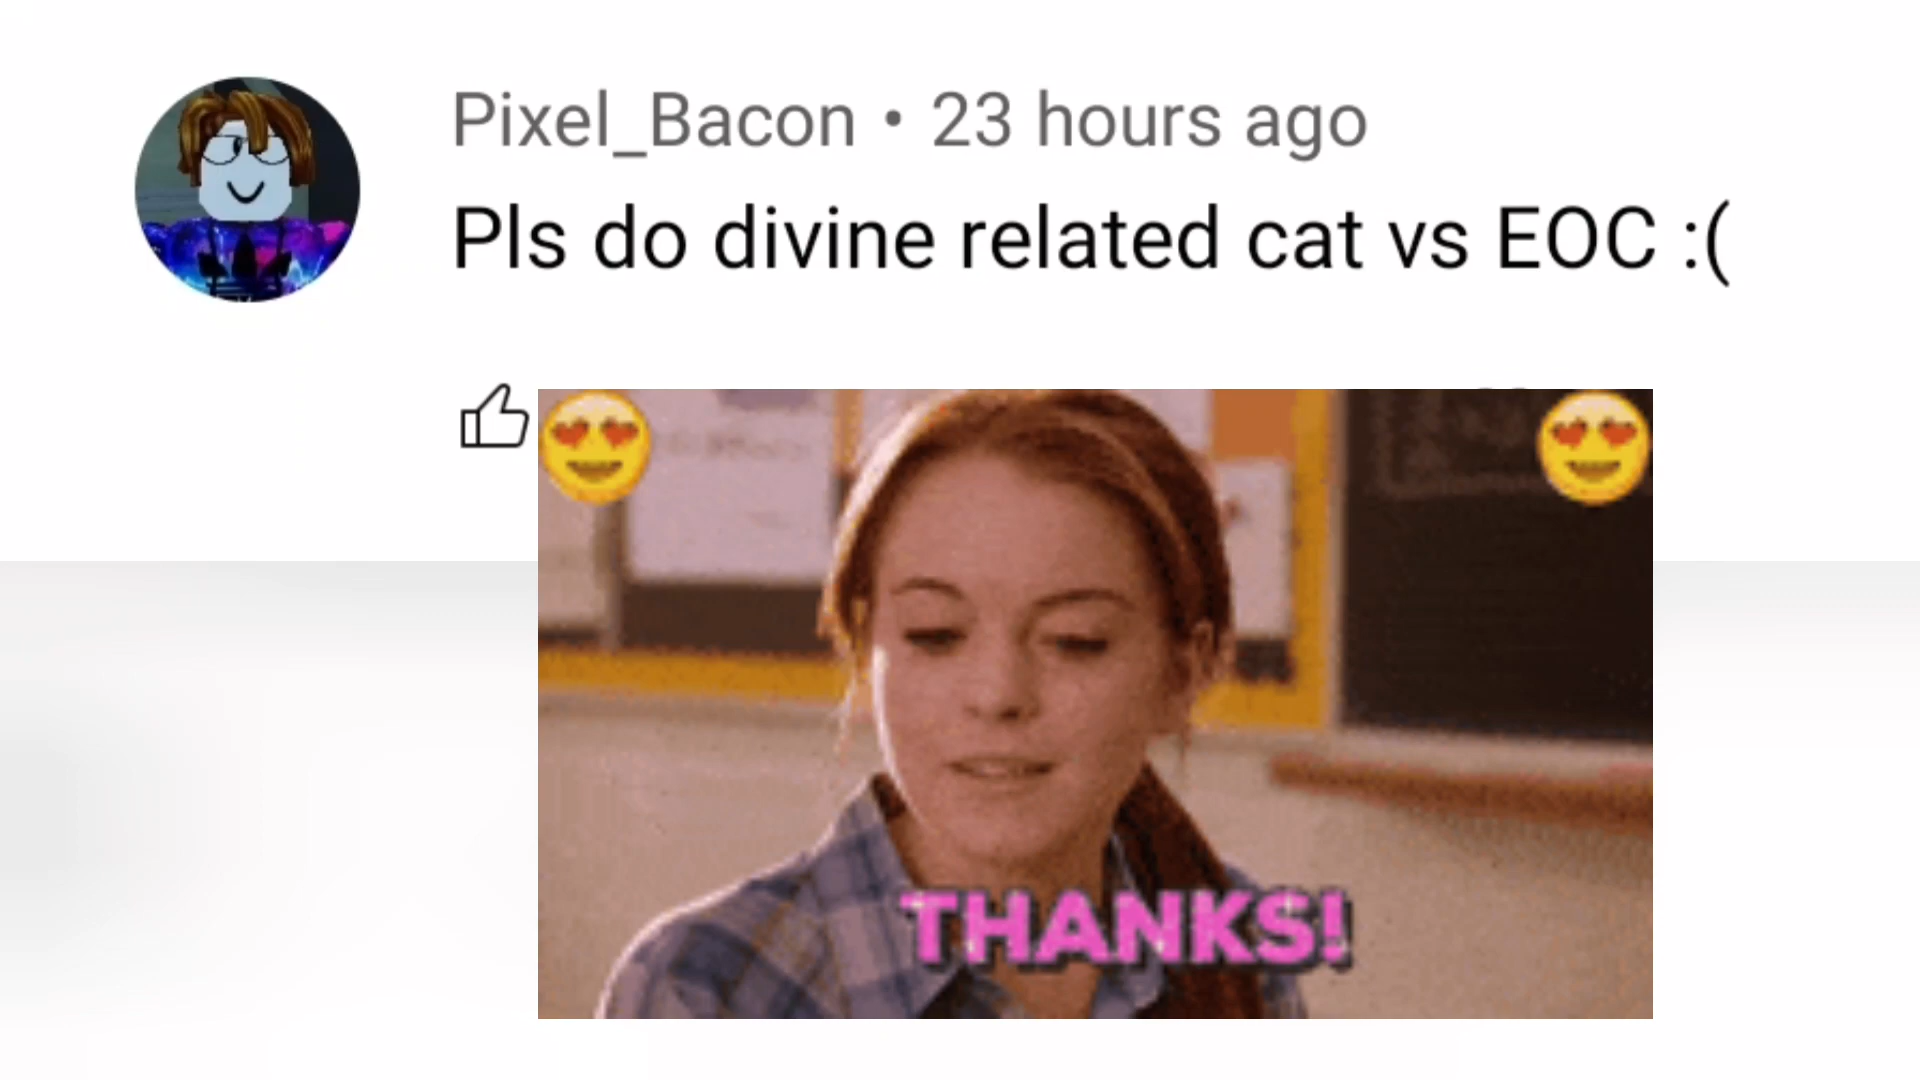 Pixel_Bacon • 23 hours ago
Pls do divine related cat vs EOC :(
THANKS!